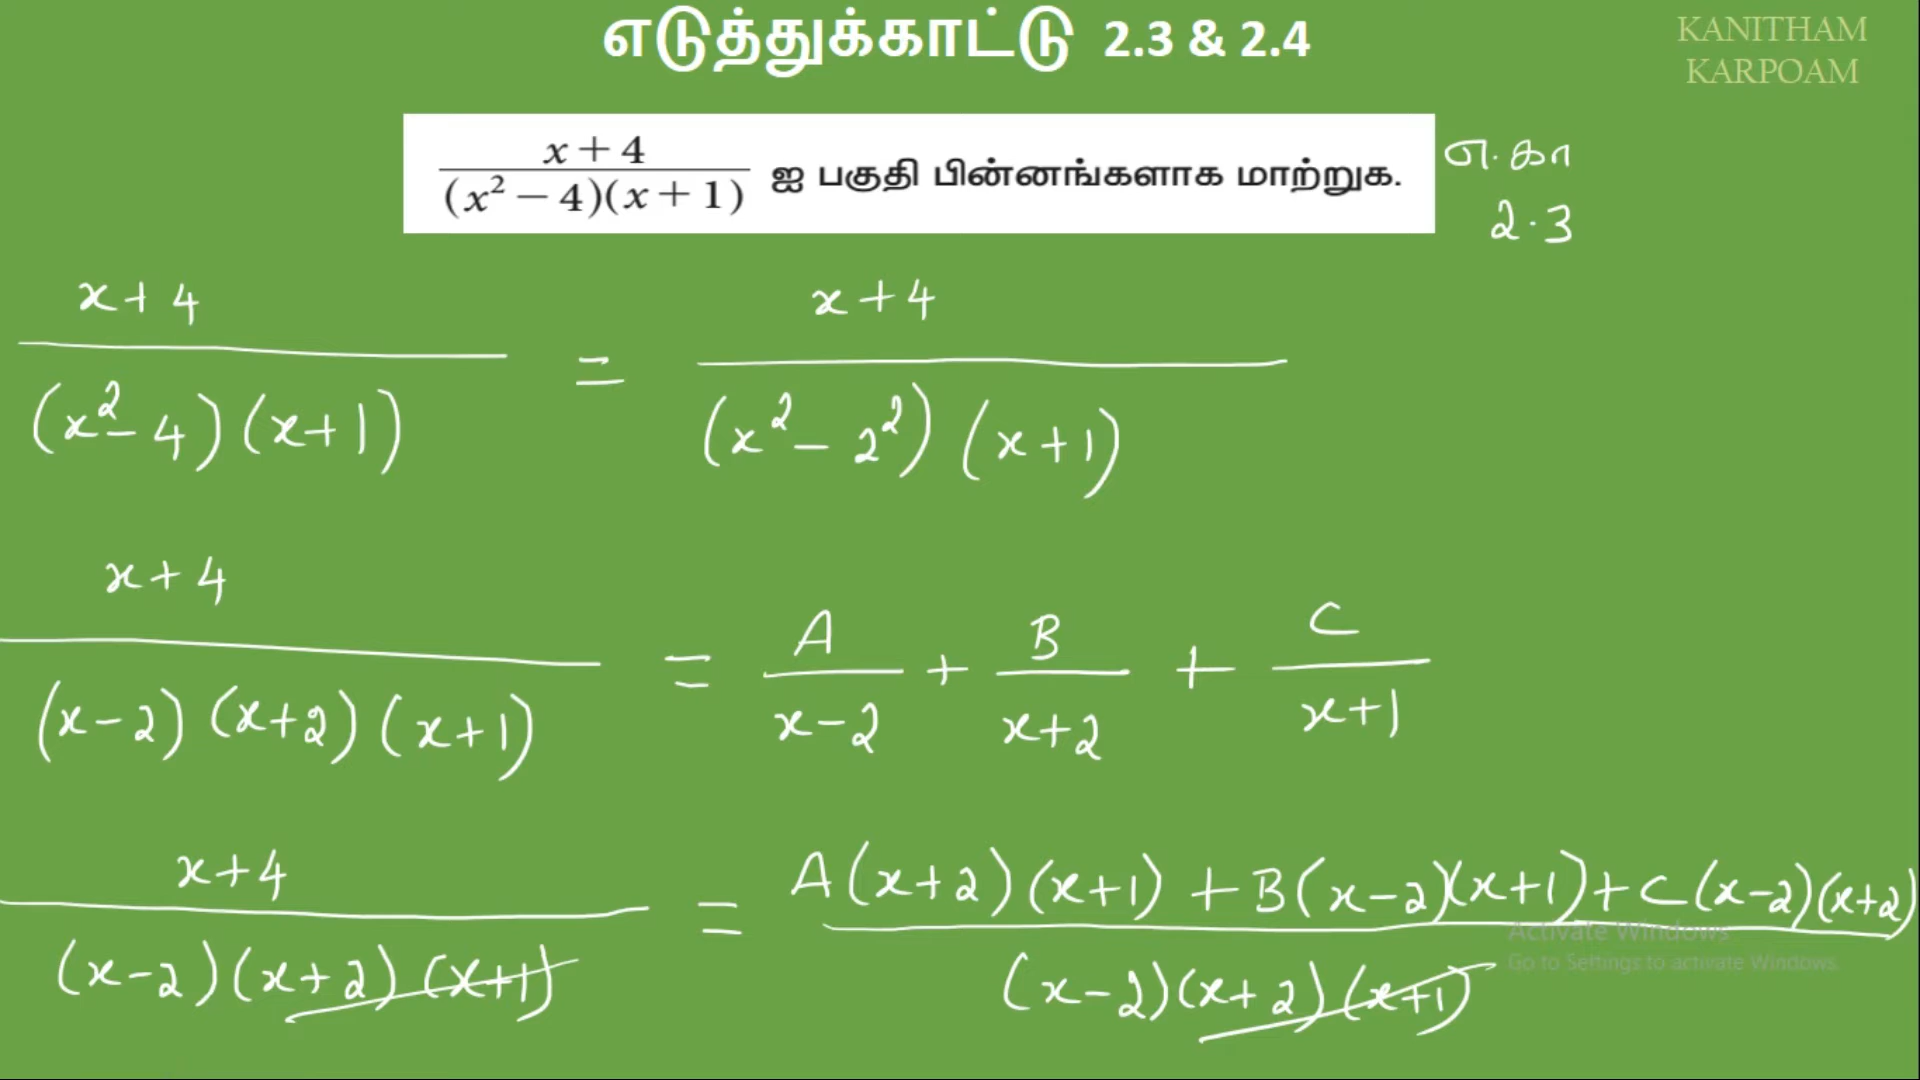 எடுத்துக்காட்டு 2.3 & 2.4
KANITHAM
KARPOAM
x + 4
(x² − 4)(x + 1)
ஐ பகுதி பின்னங்களாக மாற்றுக.
எ.கா
2.3
x + 4
(x² - 4)(x+1)
=
x + 4
(x² - 2²)(x+1)
x + 4
(x-2)(x+2)(x+1)
=
A
x-2
+
B
x+2
+
C
x+1
x+4
(x-2)(x+2)(x+1)
=
A(x+2)(x+1) + B(x-2)(x+1) + C(x-2)(x+2)
(x-2)(x+2)(x+1)
Activate Windows
Go to Settings to activate Windows.